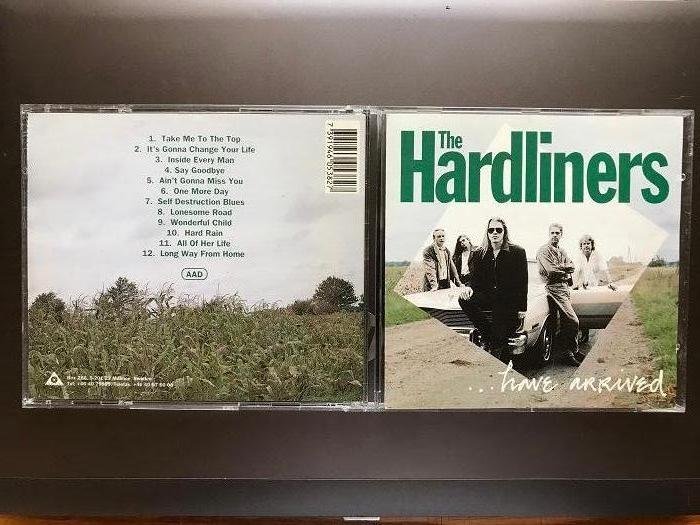 1. Take Me To The Top
2. It's Gonna Change Your Life
3. Inside Every Man
4. Say Goodbye
5. Ain't Gonna Miss You
6. One More Day
7. Self Destruction Blues
8. Lonesome Road
9. Wonderful Child
10. Hard Rain
11. All Of Her Life
12. Long Way From Home
AAD
The
Hardliners
...have arrived